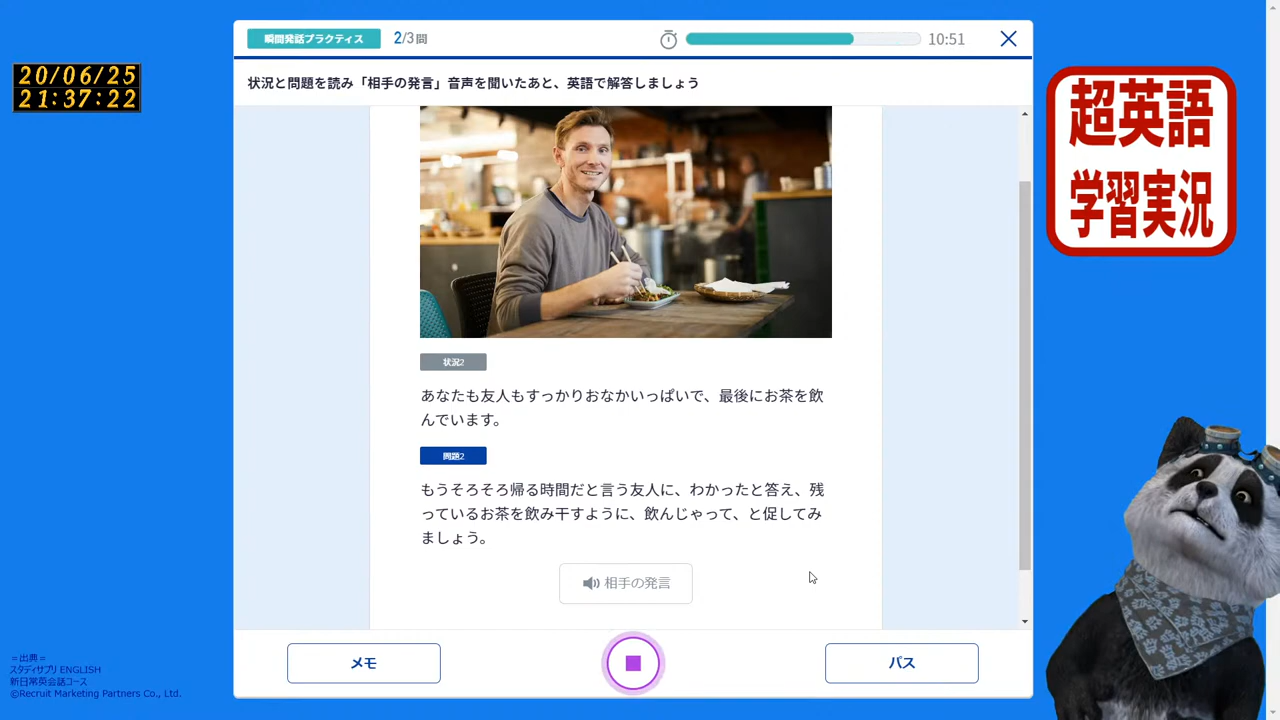 瞬間発話プラクティス
2/3問
10:51
20/06/25
21:37:22
状況と問題を読み「相手の発言」音声を聞いたあと、英語で解答しましょう
超英語
学習実況
状況2
あなたも友人もすっかりおなかいっぱいで、最後にお茶を飲
んでいます。
問題2
もうそろそろ帰る時間だと言う友人に、わかったと答え、残
っているお茶を飲み干すように、飲んじゃって、と促してみ
ましょう。
相手の発言
メモ
パス
＝出典＝
スタディサプリ ENGLISH
新日常英会話コース
©Recruit Marketing Partners Co., Ltd.